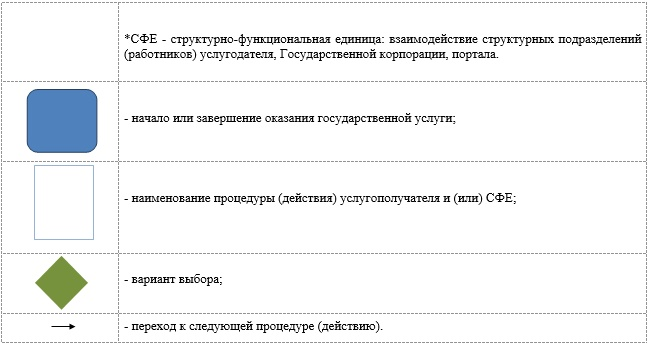 *СФЕ - структурно-функциональная единица: взаимодействие структурных подразделений
(работников) услугодателя, Государственной корпорации, портала.
- начало или завершение оказания государственной услуги;
- наименование процедуры (действия) услугополучателя и (или) СФЕ;
- вариант выбора;
- переход к следующей процедуре (действию).